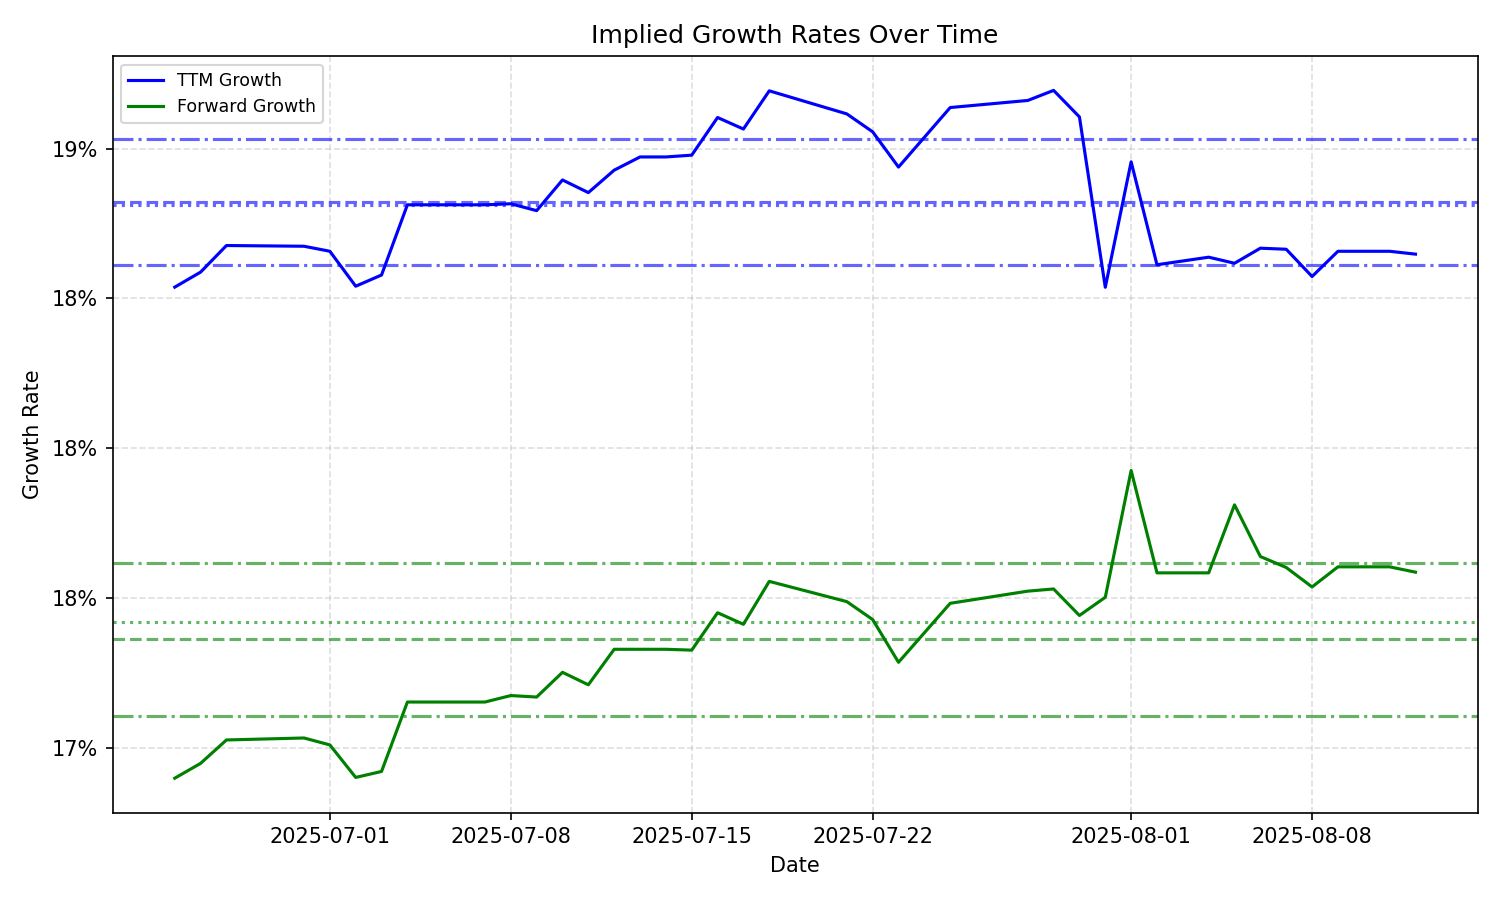 Implied Growth Rates Over Time
TTM Growth
Forward Growth
19%
18%
18%
18%
17%
Growth Rate
2025-07-01
2025-07-08
2025-07-15
2025-07-22
2025-08-01
2025-08-08
Date